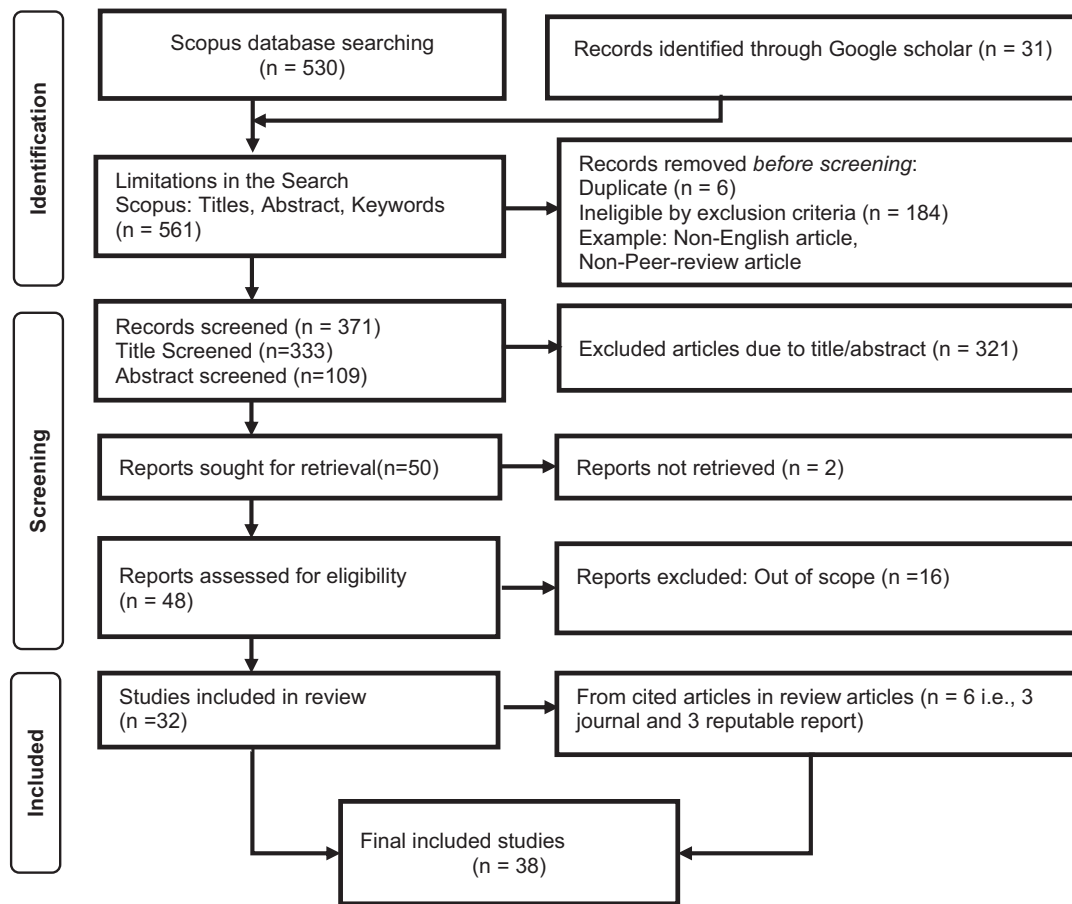 Identification
Scopus database searching
(n = 530)
Records identified through Google scholar (n = 31)
Limitations in the Search
Scopus: Titles, Abstract, Keywords
(n = 561)
Records removed before screening:
Duplicate (n = 6)
Ineligible by exclusion criteria (n = 184)
Example: Non-English article,
Non-Peer-review article
Screening
Records screened (n = 371)
Title Screened (n=333)
Abstract screened (n=109)
Excluded articles due to title/abstract (n = 321)
Reports sought for retrieval(n=50)
Reports not retrieved (n = 2)
Reports assessed for eligibility
(n = 48)
Reports excluded: Out of scope (n =16)
Included
Studies included in review
(n =32)
From cited articles in review articles (n = 6 i.e., 3
journal and 3 reputable report)
Final included studies
(n = 38)